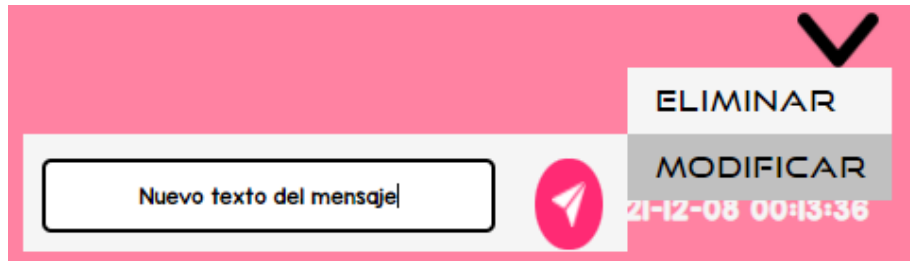 ELIMINAR
MODIFICAR
Nuevo texto del mensaje
21-12-08 00:13:36